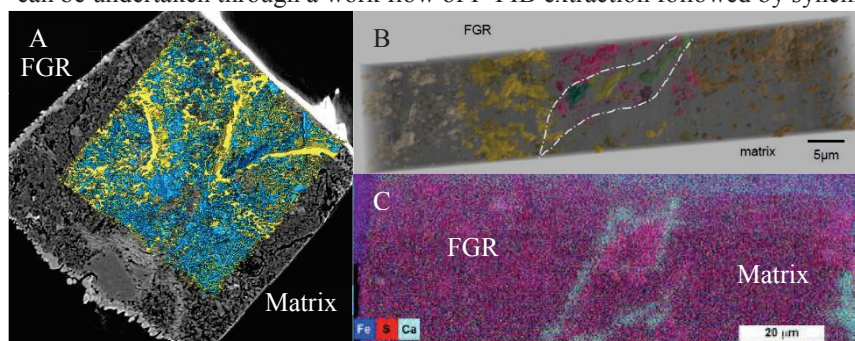 can be undertaken through a work flow of P-FIB extraction followed by
A
FGR
Matrix
B
FGR
matrix
5µm
C
FGR
Matrix
Fe S Ca
20 µm